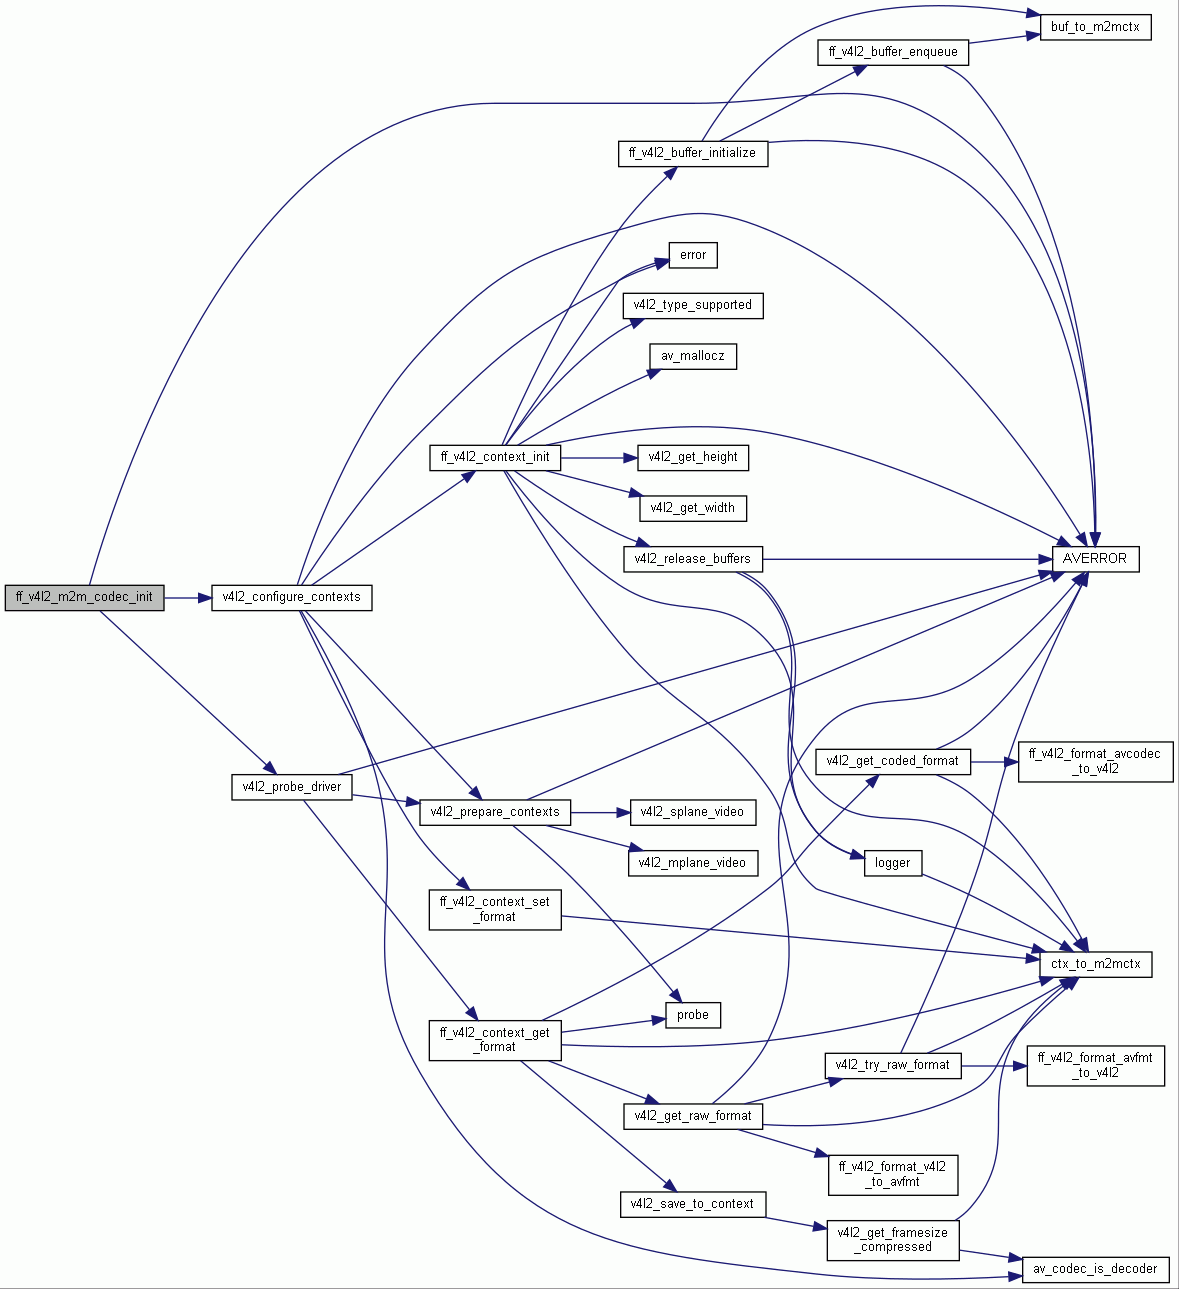 buf_to_m2mctx
ff_v4l2_buffer_enqueue
ff_v4l2_buffer_initialize
error
v4l2_type_supported
av_mallocz
ff_v4l2_context_init
v4l2_get_height
v4l2_get_width
v4l2_release_buffers
AVERROR
ff_v4l2_m2m_codec_init
v4l2_configure_contexts
v4l2_get_coded_format
ff_v4l2_format_avcodec
_to_v4l2
v4l2_probe_driver
v4l2_prepare_contexts
v4l2_splane_video
v4l2_mplane_video
logger
ff_v4l2_context_set
_format
ctx_to_m2mctx
probe
ff_v4l2_context_get
_format
v4l2_try_raw_format
ff_v4l2_format_avfmt
_to_v4l2
v4l2_get_raw_format
ff_v4l2_format_v4l2
_to_avfmt
v4l2_save_to_context
v4l2_get_framesize
_compressed
av_codec_is_decoder